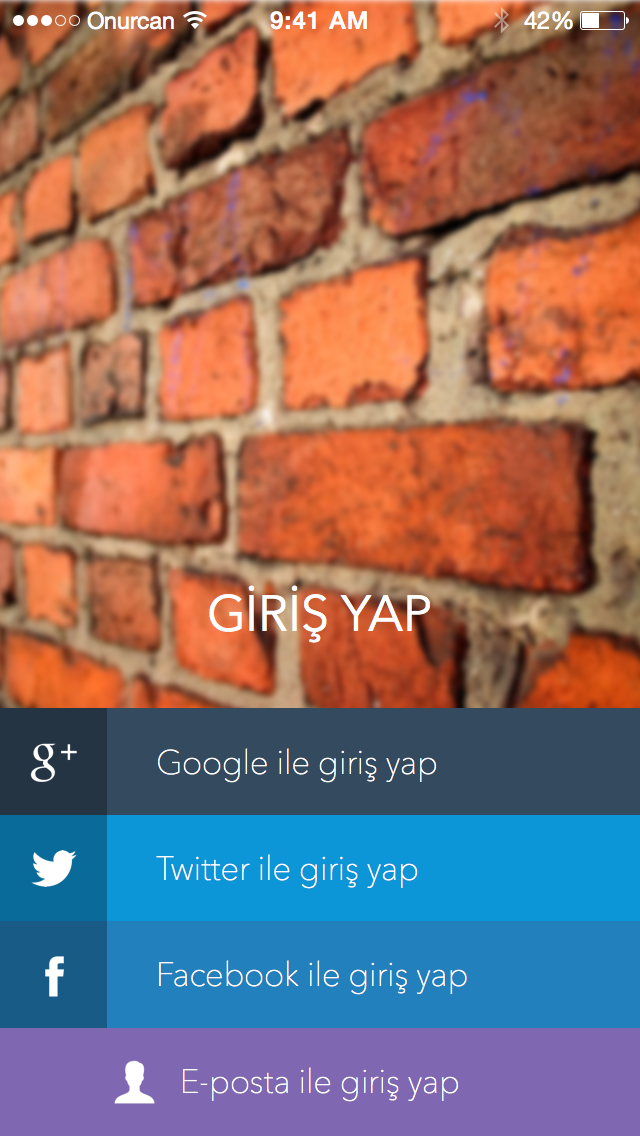 Onurcan 9:41 AM 42%
GİRİŞ YAP
g+ Google ile giriş yap
Twitter ile giriş yap
f Facebook ile giriş yap
E-posta ile giriş yap